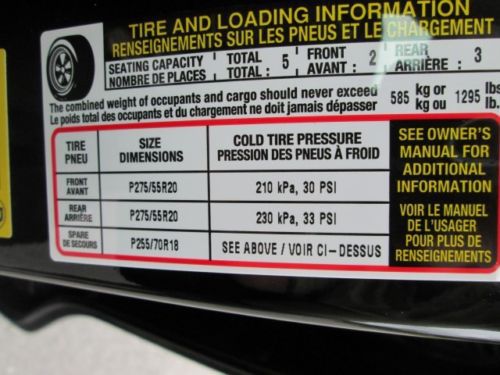 TIRE AND LOADING INFORMATION
RENSEIGNEMENTS SUR LES PNEUS ET LE CHARGEMENT
SEATING CAPACITY TOTAL : 5 FRONT : 2 REAR : 3
NOMBRE DE PLACES TOTAL : AVANT : ARRIÈRE :
The combined weight of occupants and cargo should never exceed 585 kg or 1295 lbs
Le poids total des occupants et du chargement ne doit jamais dépasser kg ou lb.
TIRE SIZE COLD TIRE PRESSURE
PNEU DIMENSIONS PRESSION DES PNEUS À FROID
FRONT
AVANT P275/55R20 210 kPa, 30 PSI
REAR
ARRIÈRE P275/55R20 230 kPa, 33 PSI
SPARE
DE SECOURS P255/70R18 SEE ABOVE / VOIR CI-DESSUS
SEE OWNER'S
MANUAL FOR
ADDITIONAL
INFORMATION
VOIR LE MANUEL
DE L'USAGER
POUR PLUS DE
RENSEIGNEMENTS